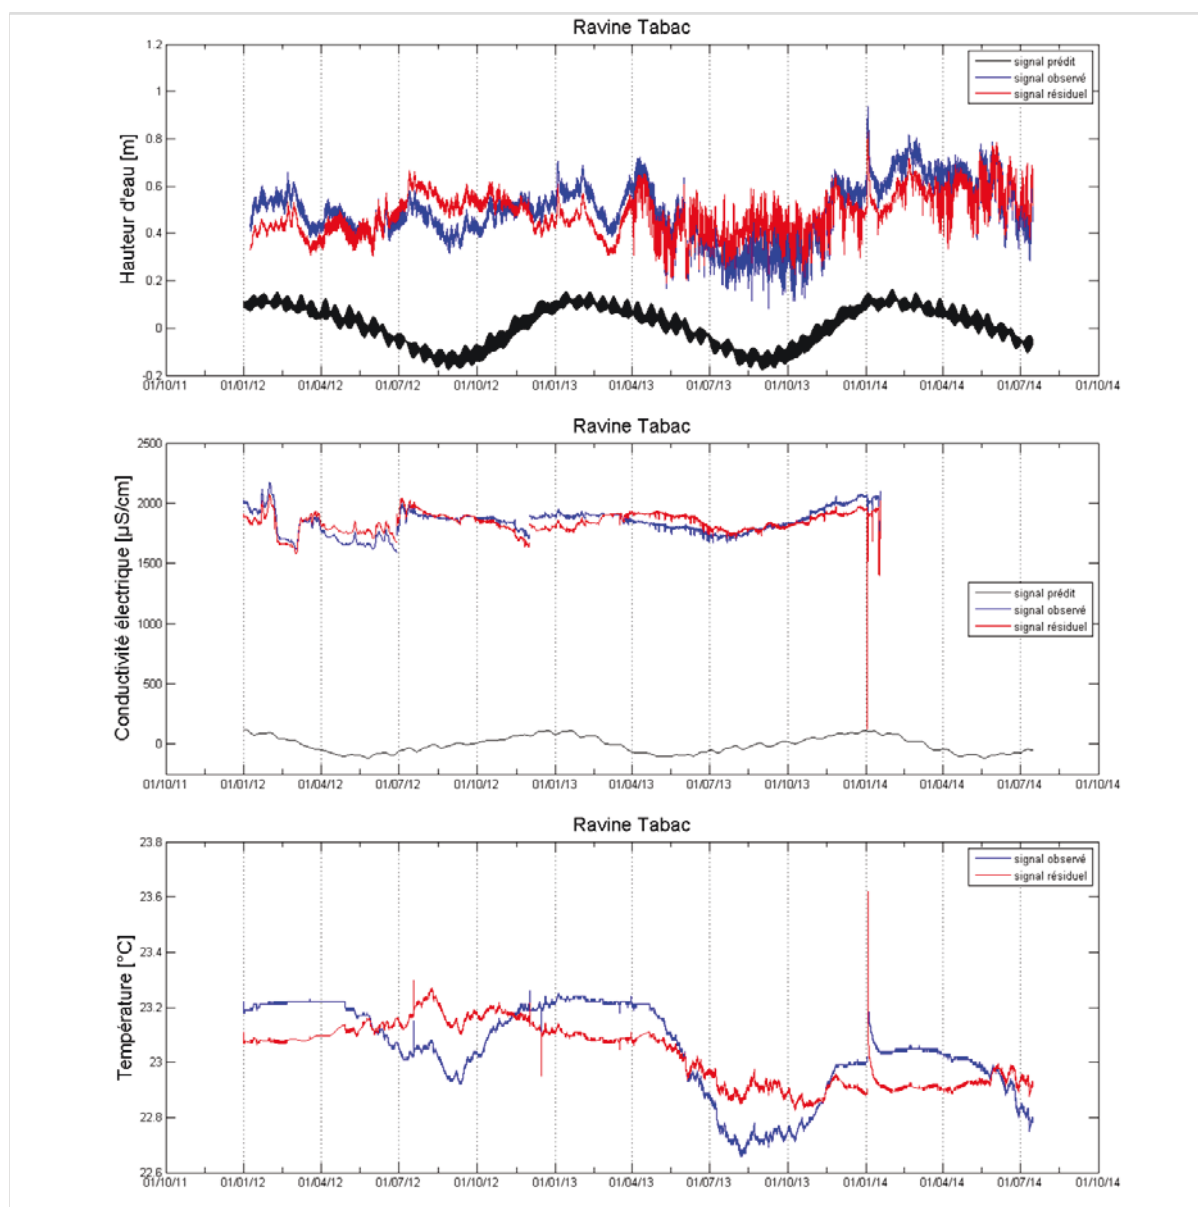 Ravine Tabac
Hauteur d'eau [m]
1.2
1
0.8
0.6
0.4
0.2
0
-0.2
signal prédit
signal observé
signal résiduel
01/10/11 01/01/12 01/04/12 01/07/12 01/10/12 01/01/13 01/04/13 01/07/13 01/10/13 01/01/14 01/04/14 01/07/14 01/10/14
Ravine Tabac
Conductivité électrique [µS/cm]
2500
2000
1500
1000
500
0
signal prédit
signal observé
signal résiduel
01/10/11 01/01/12 01/04/12 01/07/12 01/10/12 01/01/13 01/04/13 01/07/13 01/10/13 01/01/14 01/04/14 01/07/14 01/10/14
Ravine Tabac
Température [°C]
23.8
23.6
23.4
23.2
23
22.8
22.6
signal observé
signal résiduel
01/10/11 01/01/12 01/04/12 01/07/12 01/10/12 01/01/13 01/04/13 01/07/13 01/10/13 01/01/14 01/04/14 01/07/14 01/10/14